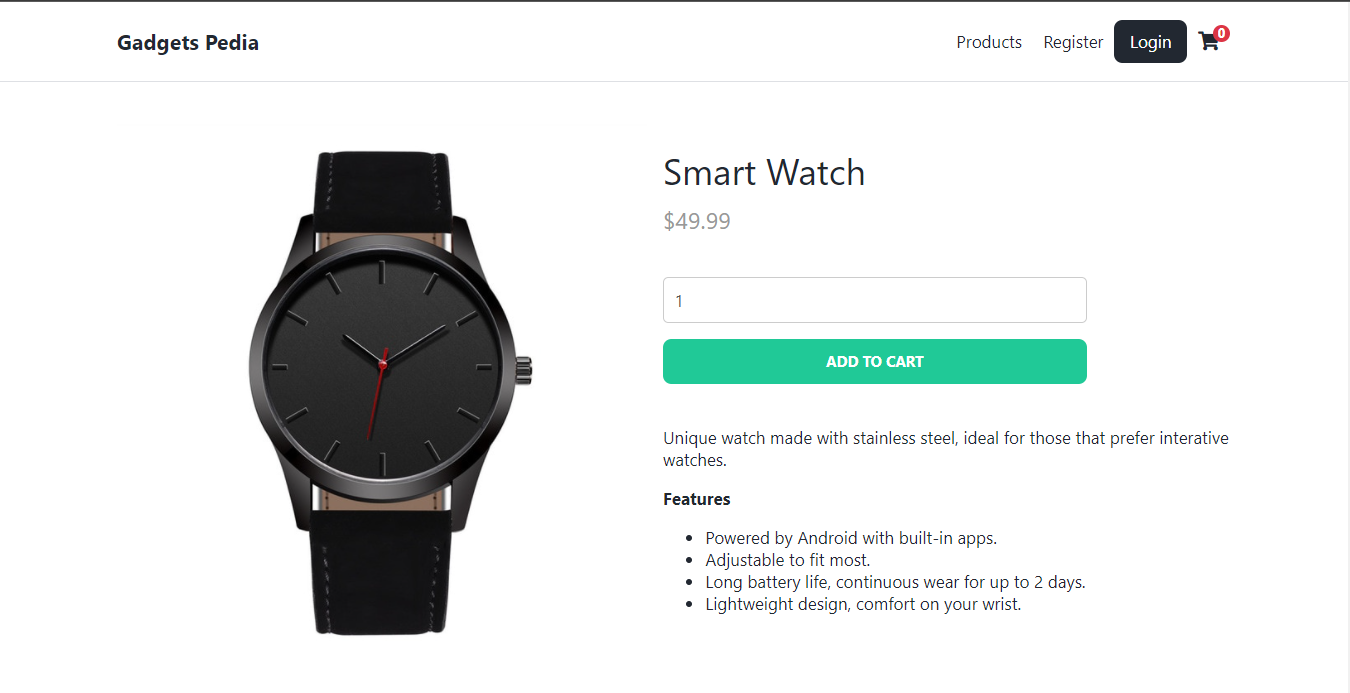 Gadgets Pedia
Products Register Login 0
Smart Watch
$49.99
1
ADD TO CART
Unique watch made with stainless steel, ideal for those that prefer interative
watches.
Features
Powered by Android with built-in apps.
Adjustable to fit most.
Long battery life, continuous wear for up to 2 days.
Lightweight design, comfort on your wrist.